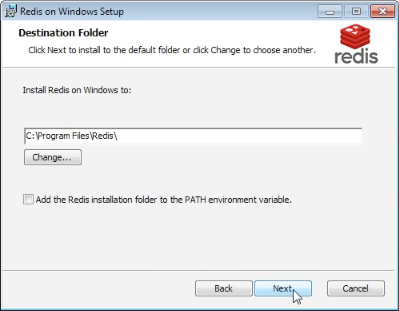 Redis on Windows Setup
Destination Folder
Click Next to install to the default folder or click Change to choose another.
redis
Install Redis on Windows to:
C:\Program Files\Redis\
Change...
Add the Redis installation folder to the PATH environment variable.
Back
Next
Cancel